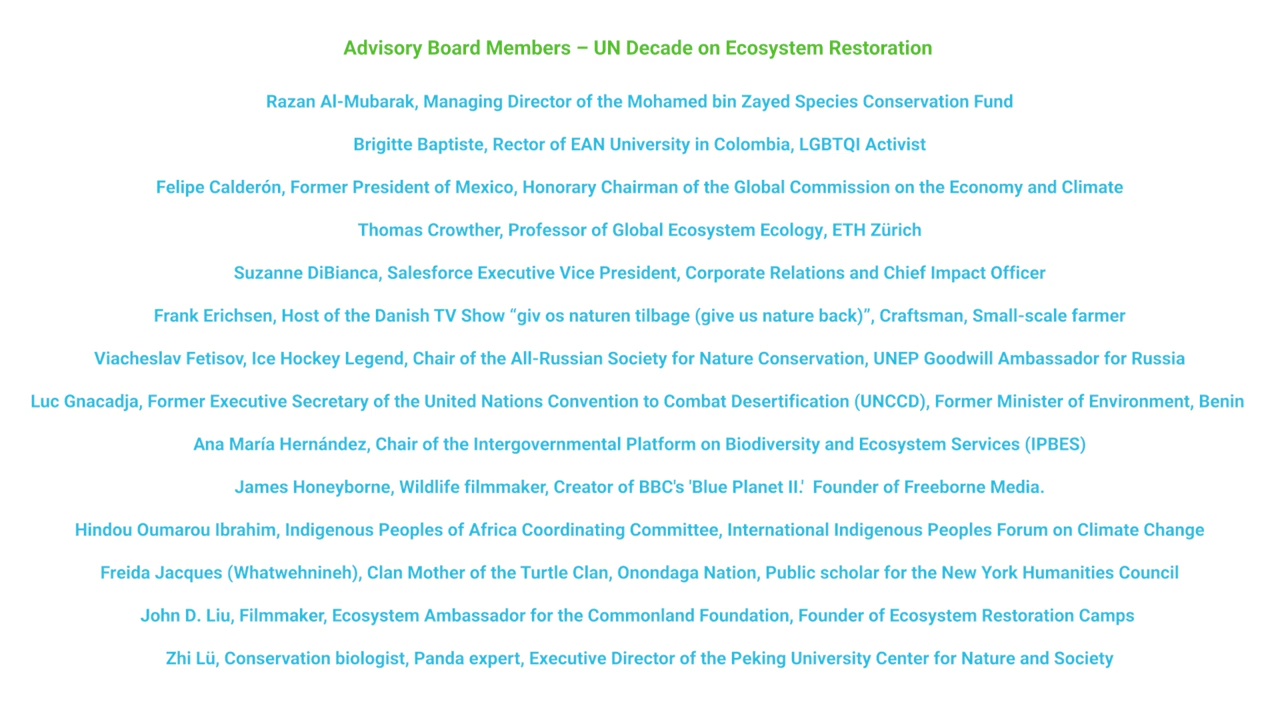 Advisory Board Members – UN Decade on Ecosystem Restoration
Razan Al-Mubarak, Managing Director of the Mohamed bin Zayed Species Conservation Fund
Brigitte Baptiste, Rector of EAN University in Colombia, LGBTQI Activist
Felipe Calderón, Former President of Mexico, Honorary Chairman of the Global Commission on the Economy and Climate
Thomas Crowther, Professor of Global Ecosystem Ecology, ETH Zürich
Suzanne DiBianca, Salesforce Executive Vice President, Corporate Relations and Chief Impact Officer
Frank Erichsen, Host of the Danish TV Show “giv os naturen tilbage (give us nature back)”, Craftsman, Small-scale farmer
Viacheslav Fetisov, Ice Hockey Legend, Chair of the All-Russian Society for Nature Conservation, UNEP Goodwill Ambassador for Russia
Luc Gnacadja, Former Executive Secretary of the United Nations Convention to Combat Desertification (UNCCD), Former Minister of Environment, Benin
Ana María Hernández, Chair of the Intergovernmental Platform on Biodiversity and Ecosystem Services (IPBES)
James Honeyborne, Wildlife filmmaker, Creator of BBC's 'Blue Planet II.'  Founder of Freeborne Media.
Hindou Oumarou Ibrahim, Indigenous Peoples of Africa Coordinating Committee, International Indigenous Peoples Forum on Climate Change
Freida Jacques (Whatwehnineh), Clan Mother of the Turtle Clan, Onondaga Nation, Public scholar for the New York Humanities Council
John D. Liu, Filmmaker, Ecosystem Ambassador for the Commonland Foundation, Founder of Ecosystem Restoration Camps
Zhi Lü, Conservation biologist, Panda expert, Executive Director of the Peking University Center for Nature and Society